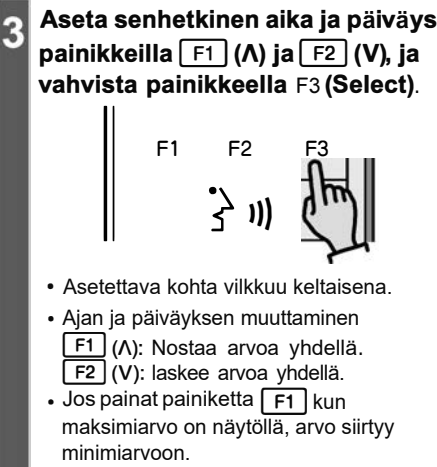 3
Aseta senhetkinen aika ja päiväys
painikkeilla F1 (Λ) ja F2 (V), ja
vahvista painikkeella F3 (Select).
F1 F2 F3
• Asetettava kohta vilkkuu keltaisena.
• Ajan ja päiväyksen muuttaminen
F1 (Λ): Nostaa arvoa yhdellä.
F2 (V): laskee arvoa yhdellä.
• Jos painat painiketta F1 kun
maksimiarvo on näytöllä, arvo siirtyy
minimiarvoon.